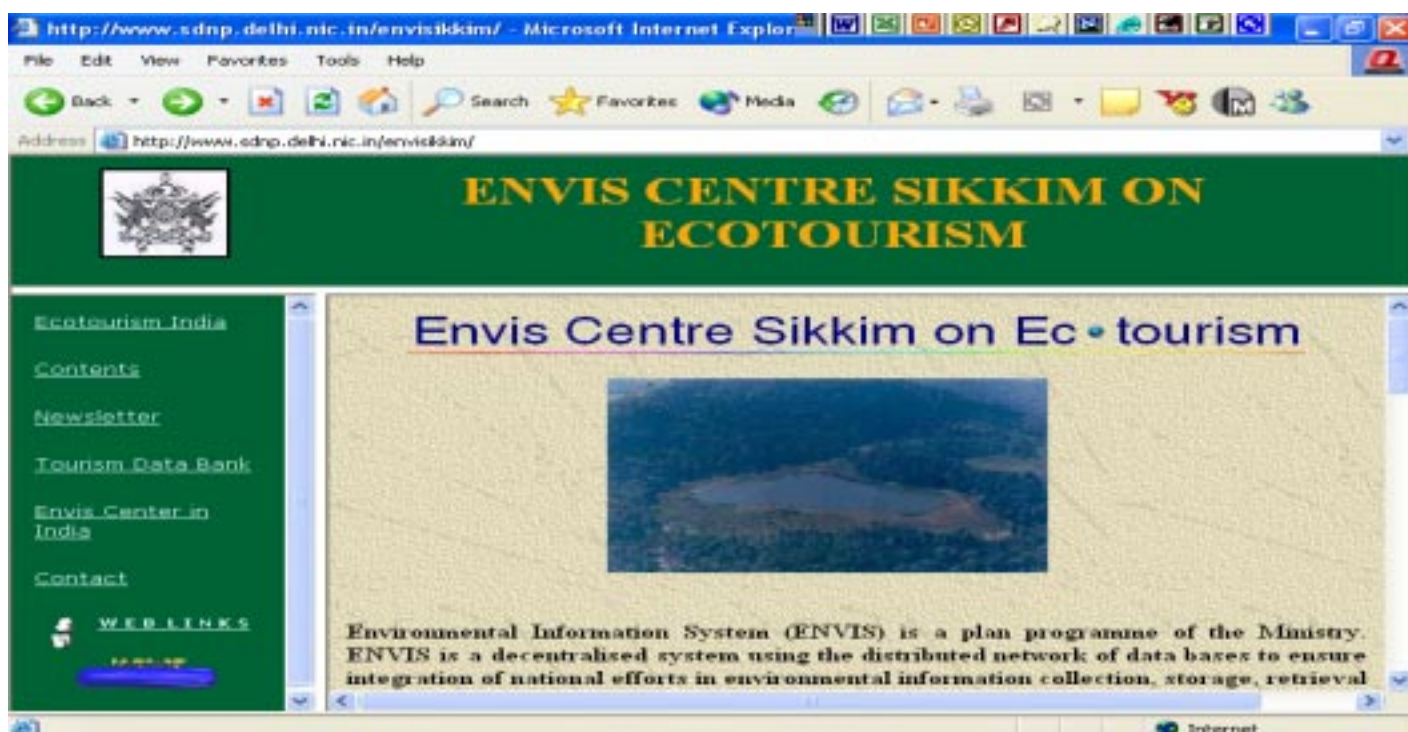 http://www.sdnp.delhi.nic.in/envisikkim/ - Microsoft Internet Explor
File Edit View Favorites Tools Help
Back Search Favorites Media
Address http://www.sdnp.delhi.nic.in/envisikkim/
ENVIS CENTRE SIKKIM ON
ECOTOURISM
Ecotourism India
Contents
Newsletter
Tourism Data Bank
Envis Center in
India
Contact
WEB LINKS
Envis Centre Sikkim on Ec•tourism
Environmental Information System (ENVIS) is a plan programme of the Ministry.
ENVIS is a decentralised system using the distributed network of data bases to ensure
integration of national efforts in environmental information collection, storage, retrieval
Internet